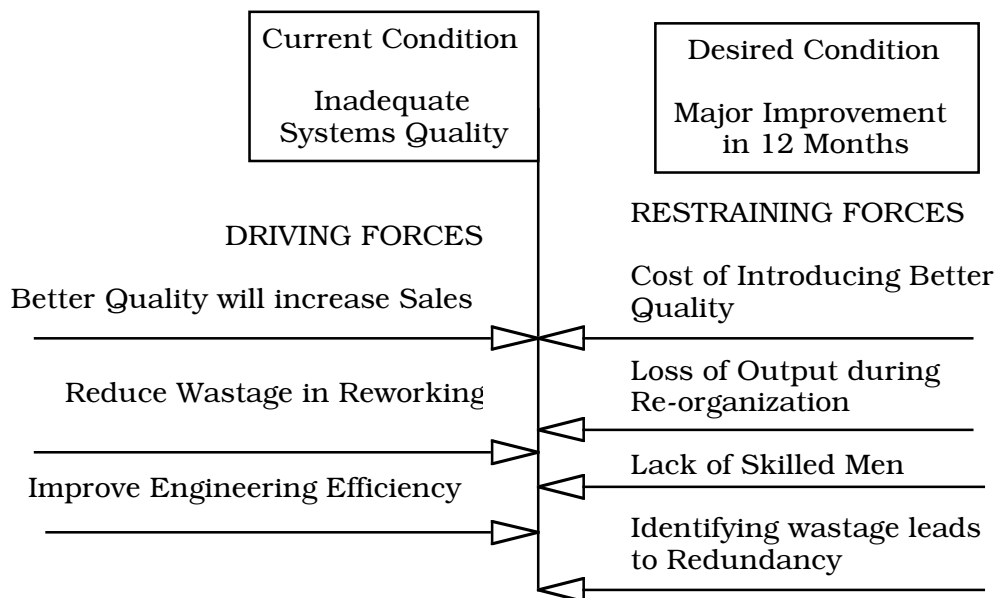 Current Condition
Inadequate
Systems Quality
Desired Condition
Major Improvement
in 12 Months
DRIVING FORCES
Better Quality will increase Sales
Reduce Wastage in Reworking
Improve Engineering Efficiency
RESTRAINING FORCES
Cost of Introducing Better
Quality
Loss of Output during
Re-organization
Lack of Skilled Men
Identifying wastage leads
to Redundancy